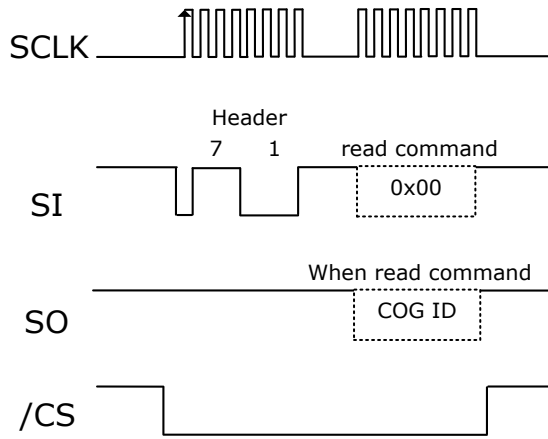 SCLK
Header
7 1 read command
0x00
SI
When read command
COG ID
SO
/CS